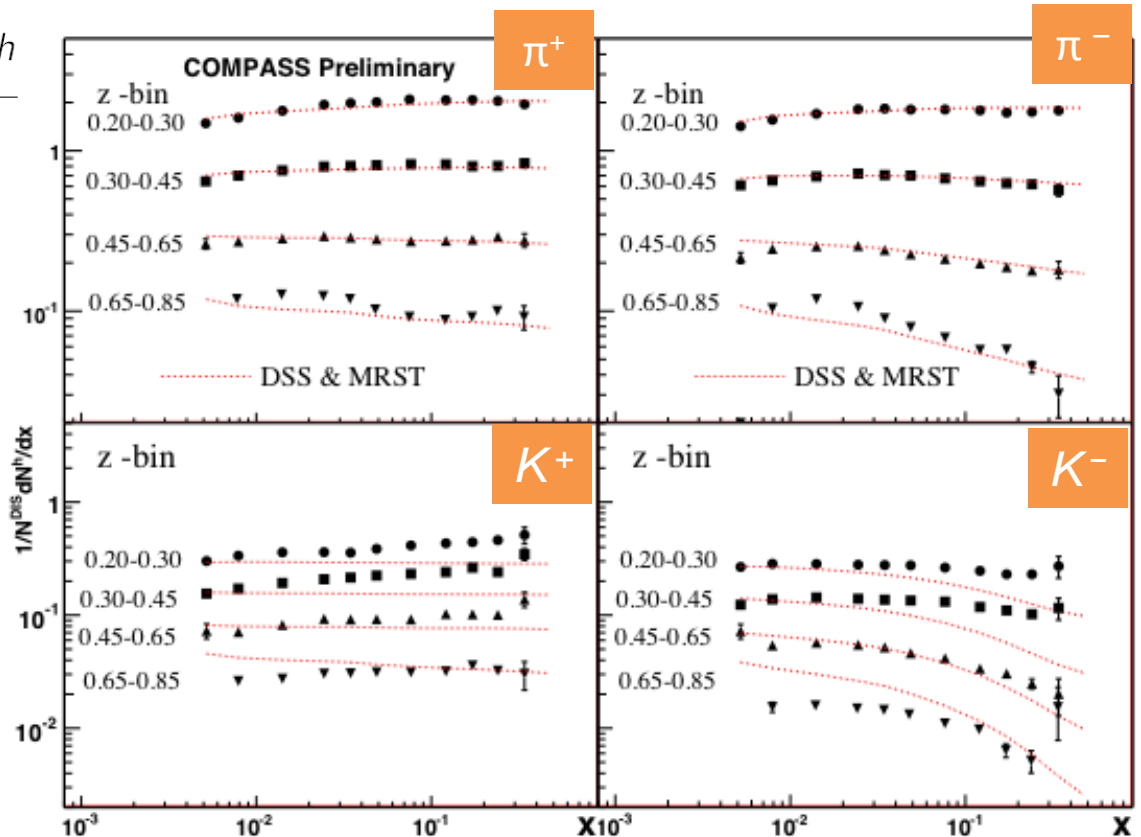 h
π⁺
π⁻
COMPASS Preliminary
z -bin
0.20-0.30
0.30-0.45
0.45-0.65
0.65-0.85
DSS & MRST
1
10⁻¹
z -bin
0.20-0.30
0.30-0.45
0.45-0.65
0.65-0.85
DSS & MRST
K⁺
K⁻
1/N^DIS dN^h/dx
z -bin
0.20-0.30
0.30-0.45
0.45-0.65
0.65-0.85
1
10⁻¹
10⁻²
z -bin
0.20-0.30
0.30-0.45
0.45-0.65
0.65-0.85
10⁻³ 10⁻² 10⁻¹ X
10⁻³ 10⁻² 10⁻¹ X